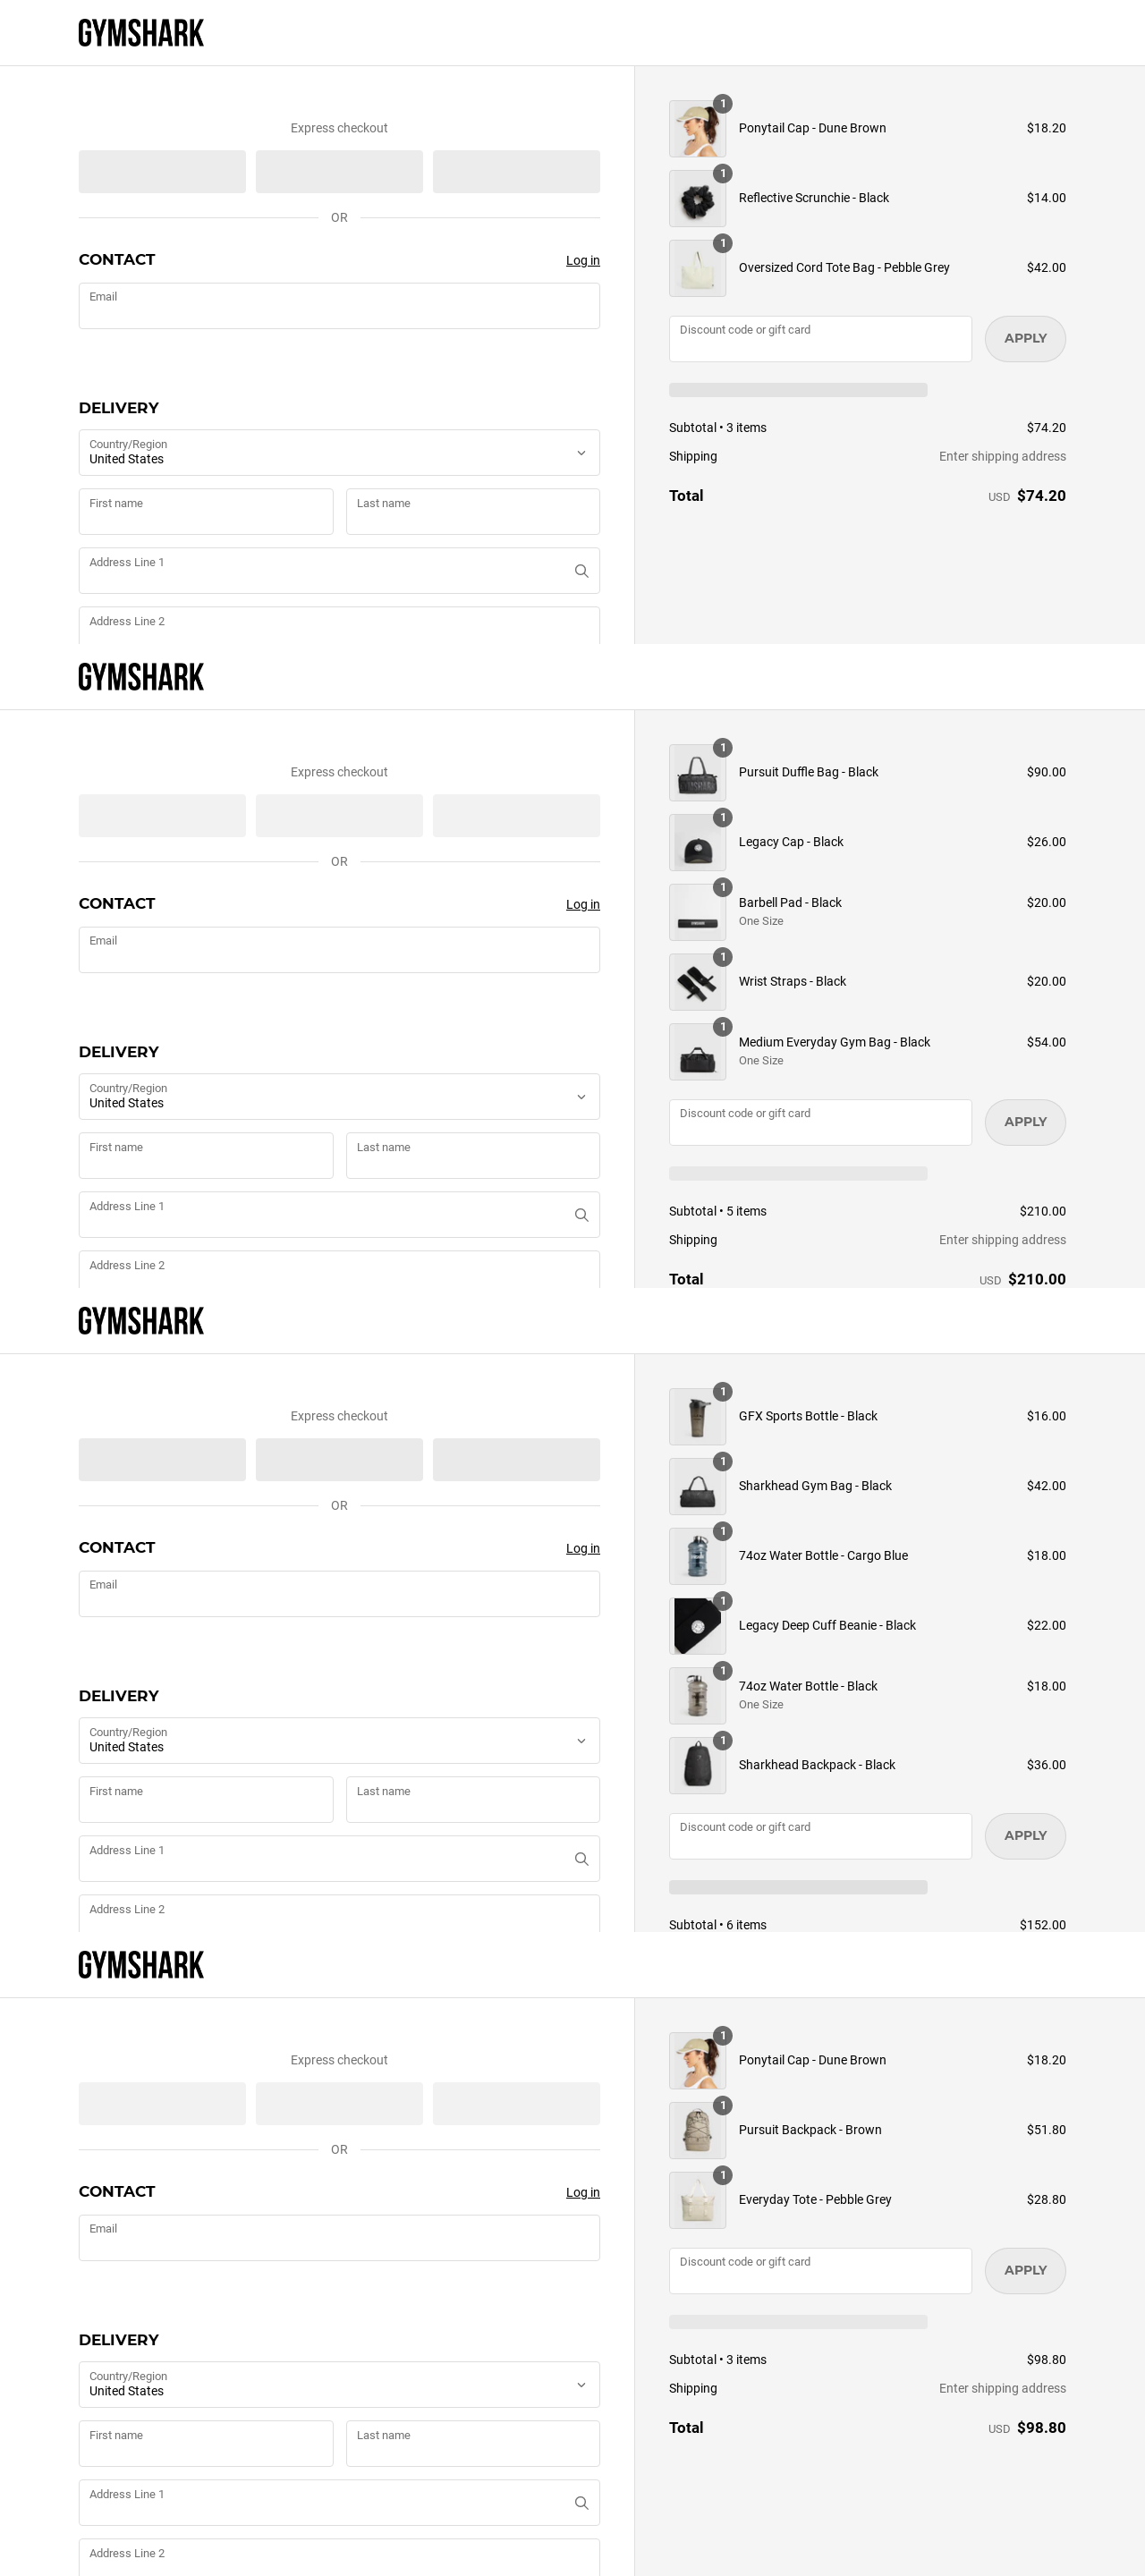 GYMSHARK
Express checkout
OR
CONTACT
Log in
Email
DELIVERY
Country/Region
United States
First name
Last name
Address Line 1
Address Line 2
1
Ponytail Cap - Dune Brown
$18.20
1
Reflective Scrunchie - Black
$14.00
1
Oversized Cord Tote Bag - Pebble Grey
$42.00
Discount code or gift card
APPLY
Subtotal • 3 items
$74.20
Shipping
Enter shipping address
Total
USD $74.20
GYMSHARK
Express checkout
OR
CONTACT
Log in
Email
DELIVERY
Country/Region
United States
First name
Last name
Address Line 1
Address Line 2
1
Pursuit Duffle Bag - Black
$90.00
1
Legacy Cap - Black
$26.00
1
Barbell Pad - Black
One Size
$20.00
1
Wrist Straps - Black
$20.00
1
Medium Everyday Gym Bag - Black
One Size
$54.00
Discount code or gift card
APPLY
Subtotal • 5 items
$210.00
Shipping
Enter shipping address
Total
USD $210.00
GYMSHARK
Express checkout
OR
CONTACT
Log in
Email
DELIVERY
Country/Region
United States
First name
Last name
Address Line 1
Address Line 2
1
GFX Sports Bottle - Black
$16.00
1
Sharkhead Gym Bag - Black
$42.00
1
74oz Water Bottle - Cargo Blue
$18.00
1
Legacy Deep Cuff Beanie - Black
$22.00
1
74oz Water Bottle - Black
One Size
$18.00
1
Sharkhead Backpack - Black
$36.00
Discount code or gift card
APPLY
Subtotal • 6 items
$152.00
GYMSHARK
Express checkout
OR
CONTACT
Log in
Email
DELIVERY
Country/Region
United States
First name
Last name
Address Line 1
Address Line 2
1
Ponytail Cap - Dune Brown
$18.20
1
Pursuit Backpack - Brown
$51.80
1
Everyday Tote - Pebble Grey
$28.80
Discount code or gift card
APPLY
Subtotal • 3 items
$98.80
Shipping
Enter shipping address
Total
USD $98.80